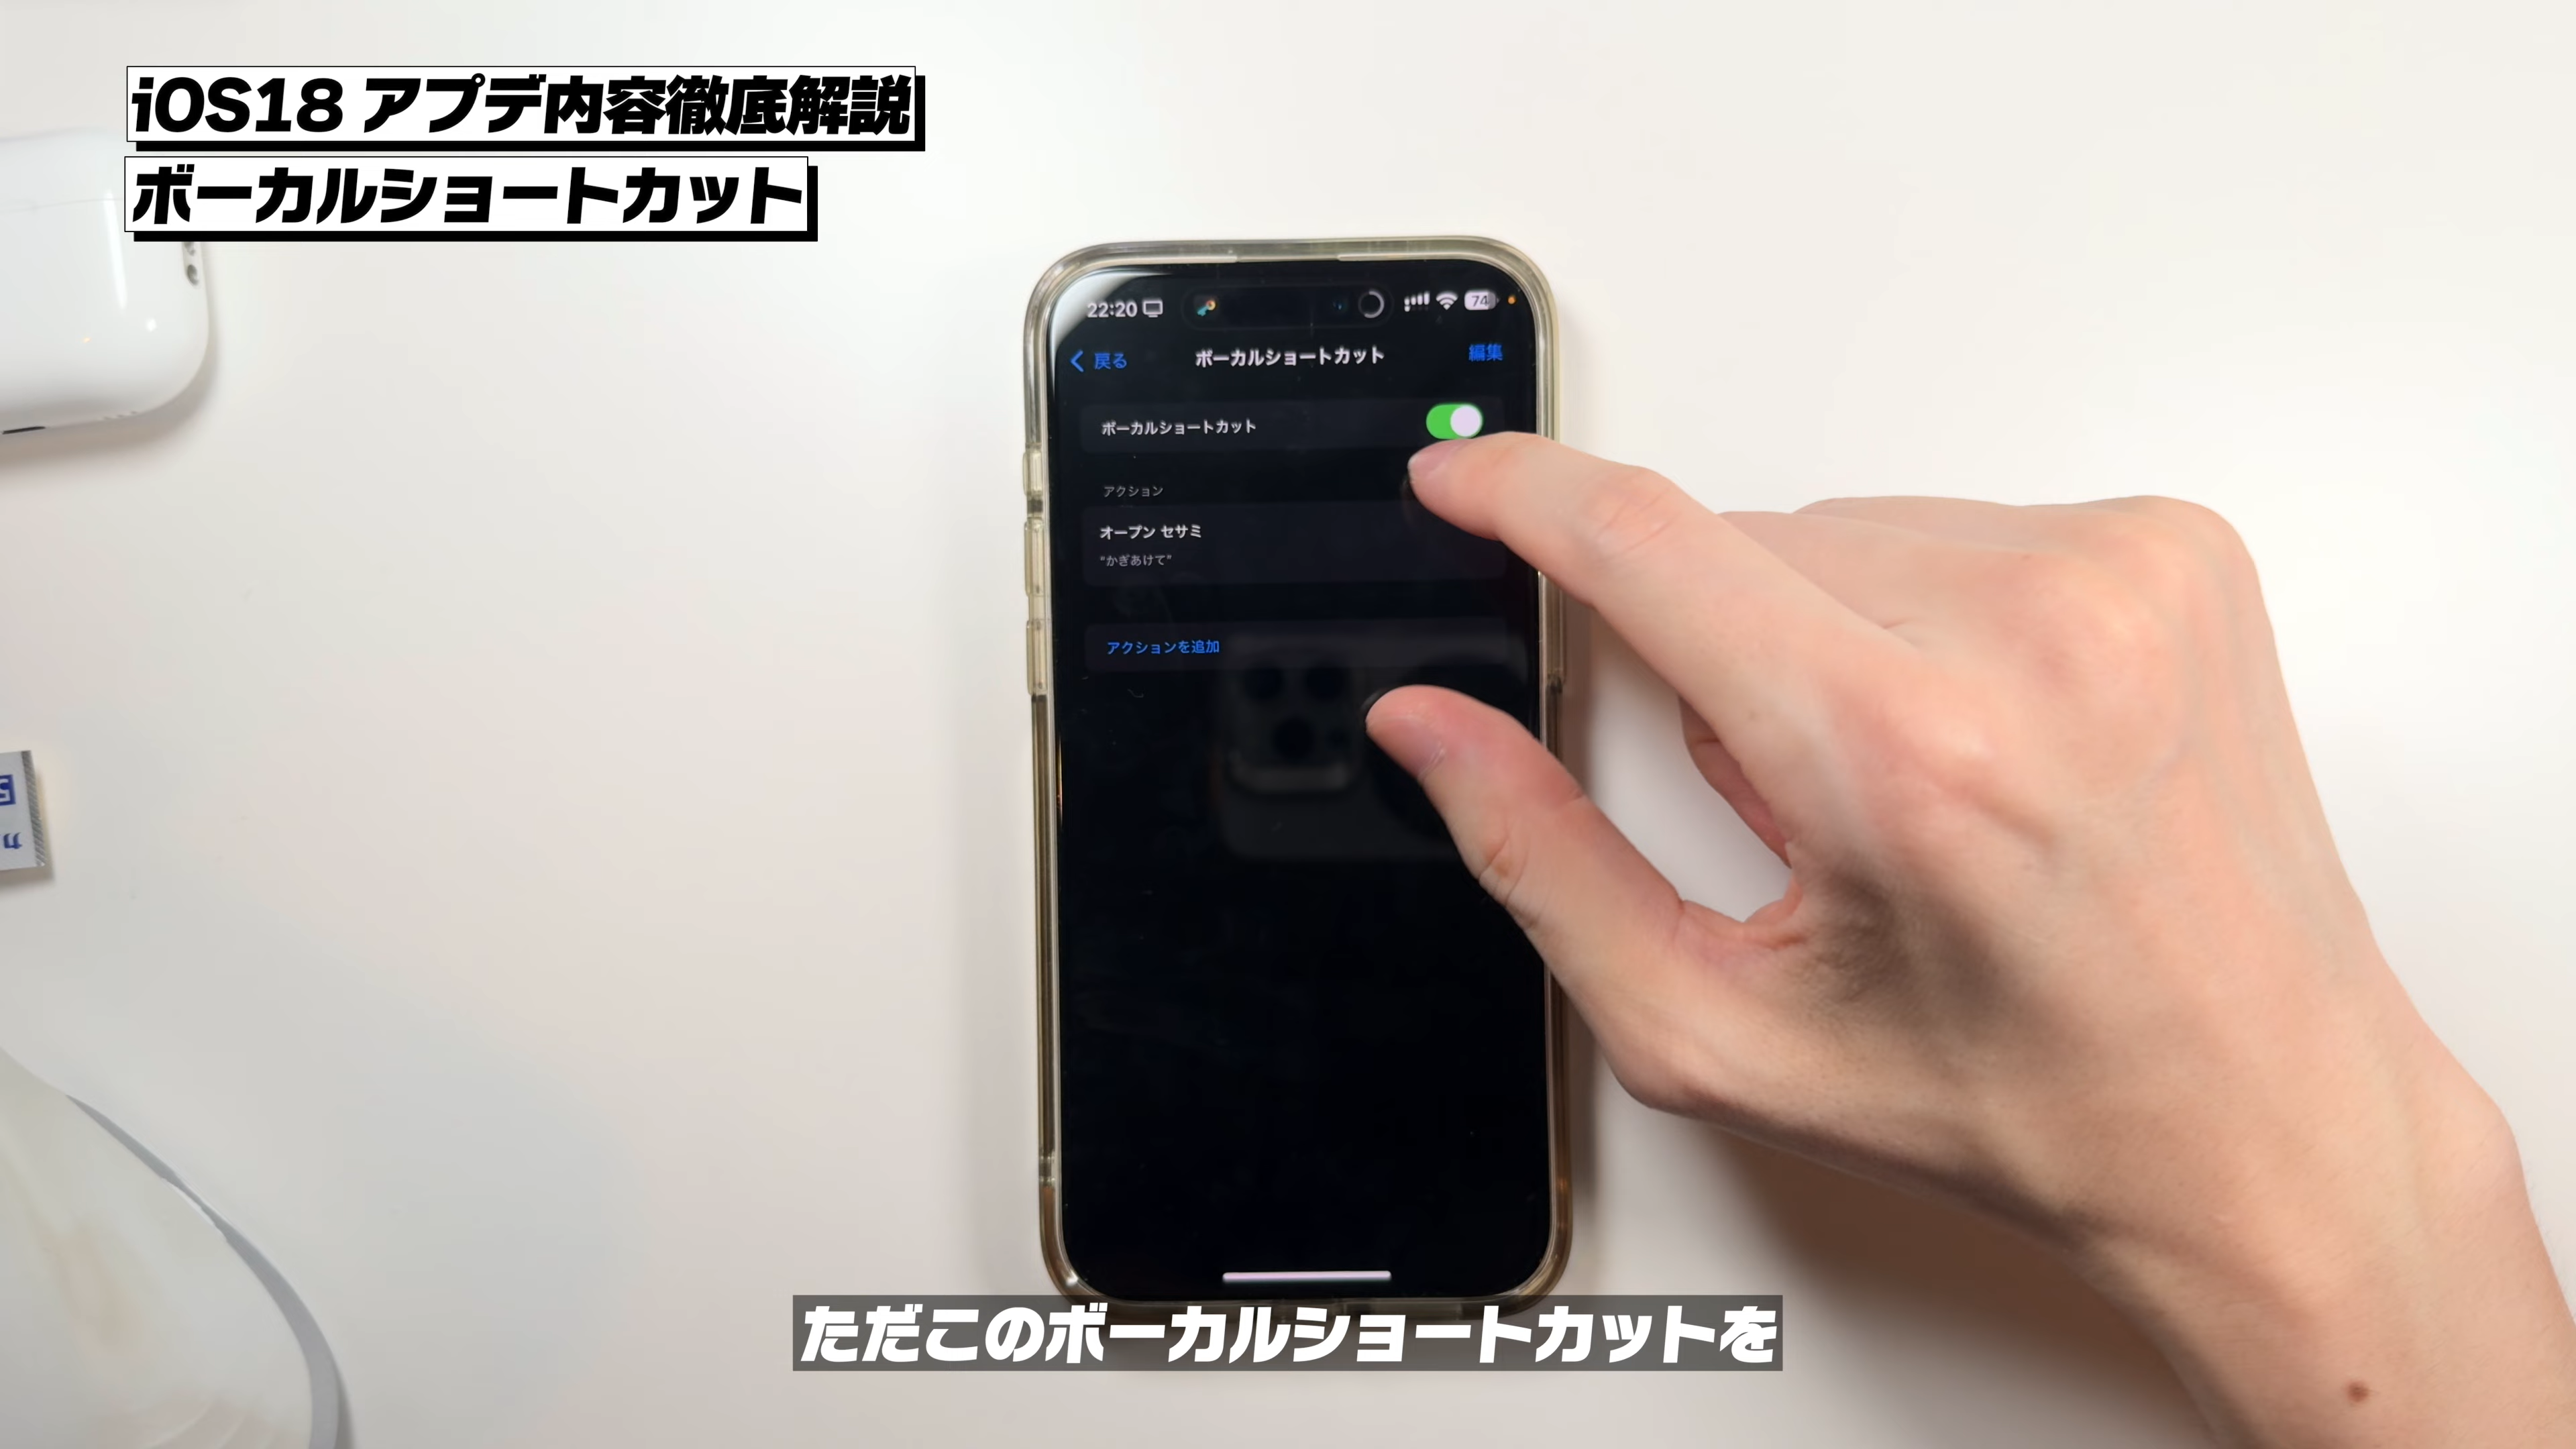 iOS18 アプデ内容徹底解説
ボーカルショートカット
22:20
74
戻る
ボーカルショートカット
編集
ボーカルショートカット
アクション
オープン セサミ
“かぎあけて”
アクションを追加
カ
ただこのボーカルショートカットを